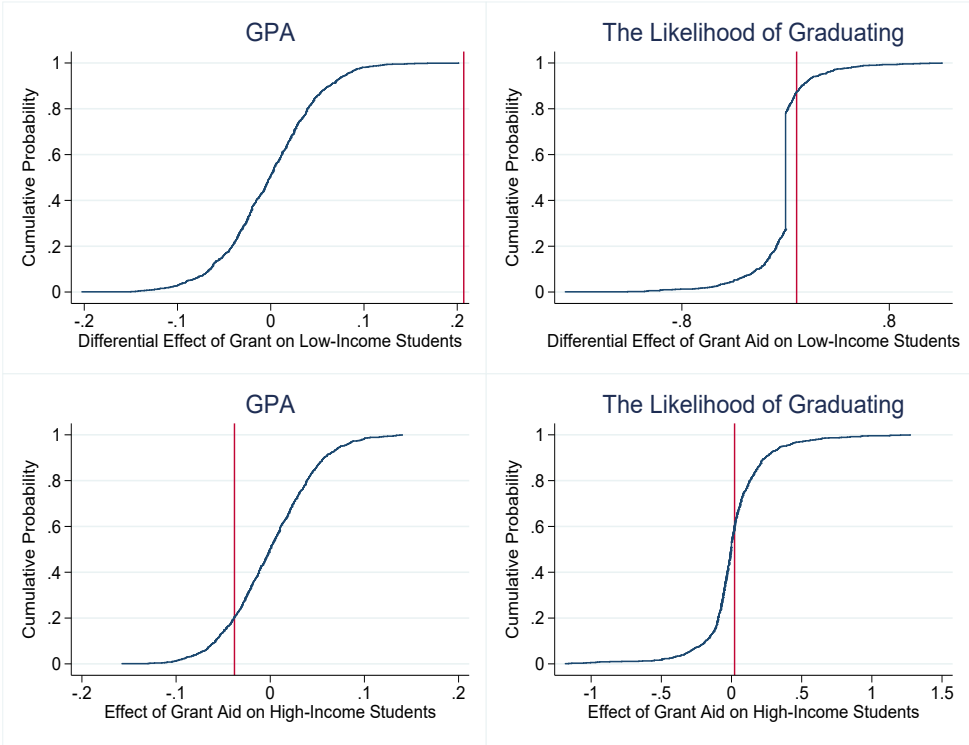 GPA
Cumulative Probability
1
.8
.6
.4
.2
0
-.2 -.1 0 .1 .2
Differential Effect of Grant on Low-Income Students
The Likelihood of Graduating
Cumulative Probability
1
.8
.6
.4
.2
0
-.8 .8
Differential Effect of Grant Aid on Low-Income Students
GPA
Cumulative Probability
1
.8
.6
.4
.2
0
-.2 -.1 0 .1 .2
Effect of Grant Aid on High-Income Students
The Likelihood of Graduating
Cumulative Probability
1
.8
.6
.4
.2
0
-1 -.5 0 .5 1 1.5
Effect of Grant Aid on High-Income Students